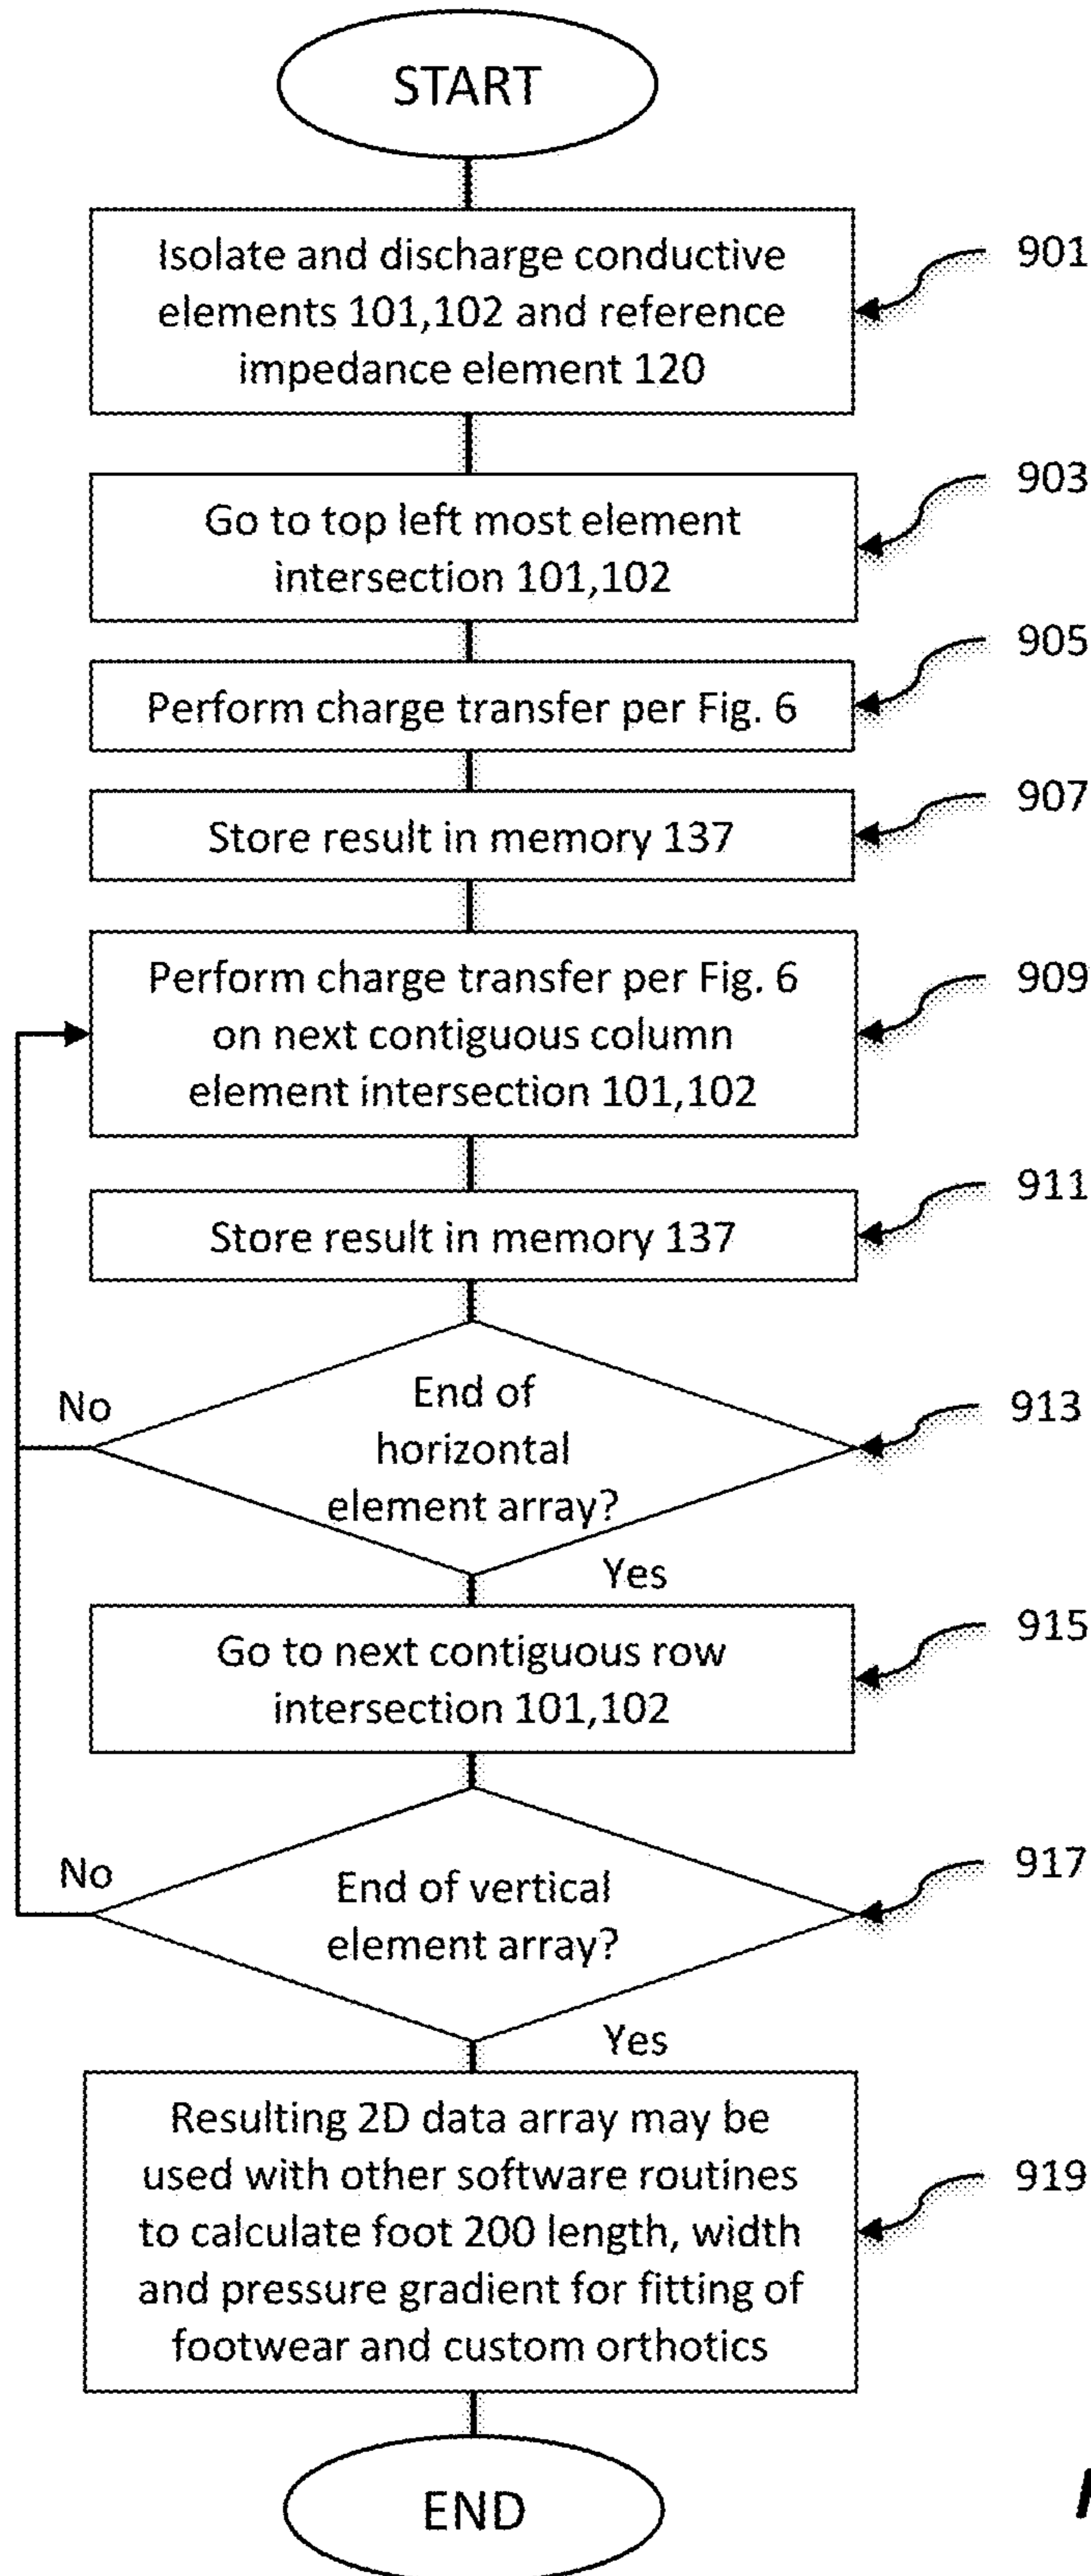 START
Isolate and discharge conductive
elements 101,102 and reference
impedance element 120
901
Go to top left most element
intersection 101,102
903
Perform charge transfer per Fig. 6
905
Store result in memory 137
907
Perform charge transfer per Fig. 6
on next contiguous column
element intersection 101,102
909
Store result in memory 137
911
No
End of
horizontal
element array?
913
Yes
Go to next contiguous row
intersection 101,102
915
No
End of vertical
element array?
917
Yes
Resulting 2D data array may be
used with other software routines
to calculate foot 200 length, width
and pressure gradient for fitting of
footwear and custom orthotics
919
END